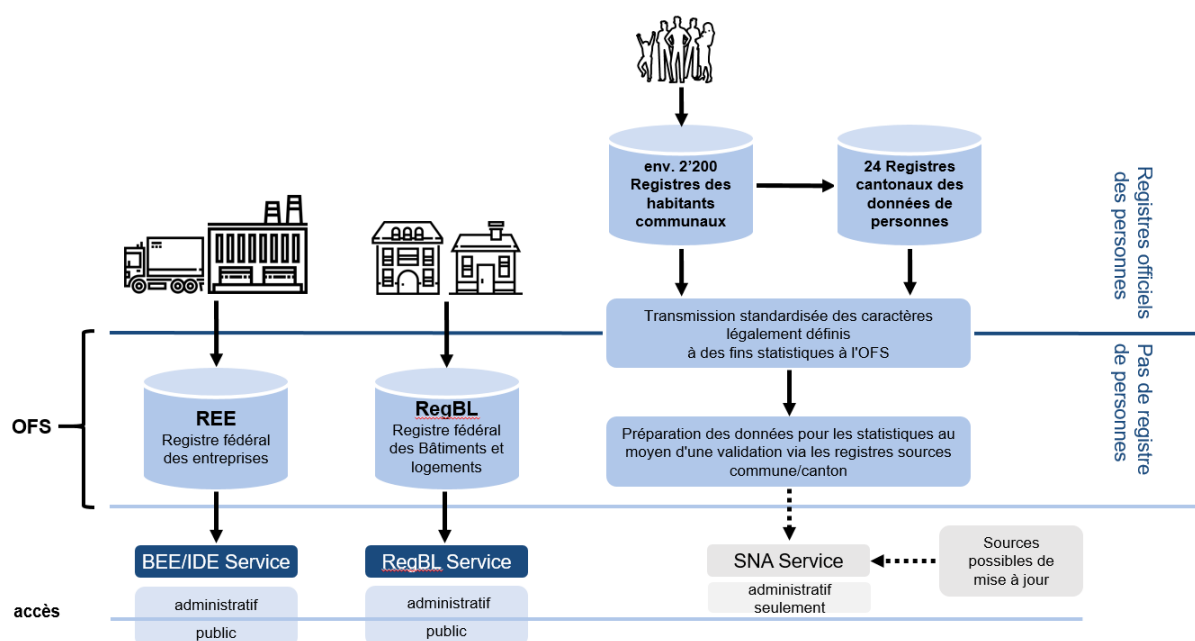 env. 2'200
Registres des
habitants
communaux
24 Registres
cantonaux des
données de
personnes
Registres officiels
des personnes
Transmission standardisée des caractères
légalement définis
à des fins statistiques à l'OFS
Pas de registre
de personnes
OFS
REE
Registre fédéral
des entreprises
RegBL
Registre fédéral
des Bâtiments et
logements
Préparation des données pour les statistiques au
moyen d'une validation via les registres sources
commune/canton
BEE/IDE Service
RegBL Service
SNA Service
Sources
possibles de
mise à jour
accès
administratif
public
administratif
public
administratif
seulement